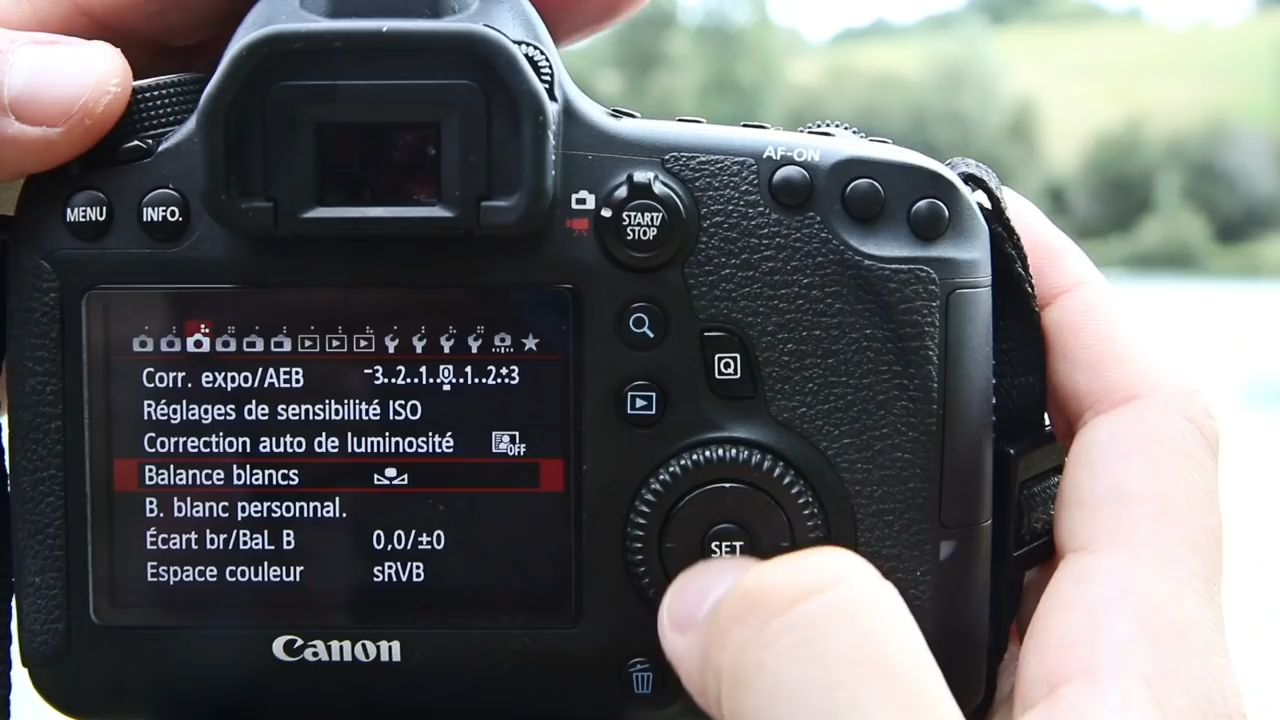 AF-ON
MENU
INFO.
START/
STOP
Q
Corr. expo/AEB -3..2..1..0..1..2.:+3
Réglages de sensibilité ISO
Correction auto de luminosité OFF
Balance blancs
B. blanc personnal.
Écart br/BaL B 0,0/±0
Espace couleur sRVB
SET
Canon